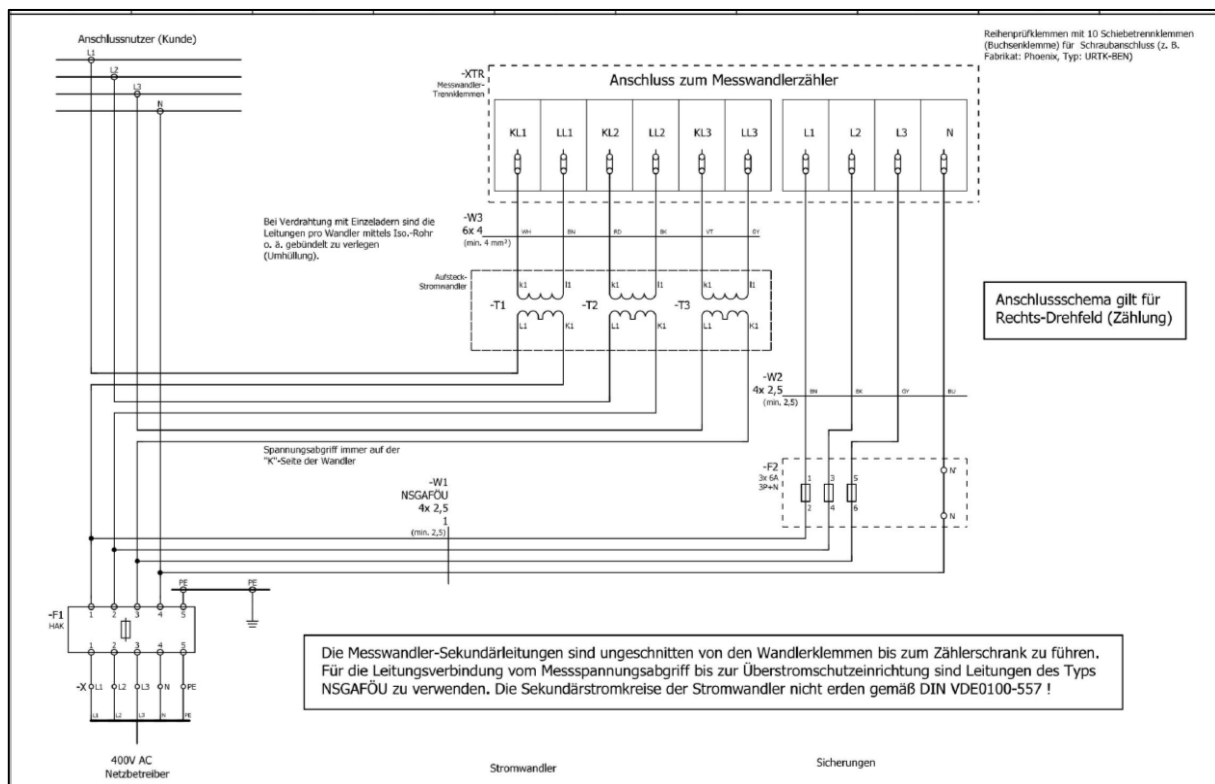 Anschlussnutzer (Kunde)
L1
L2
L3
N
Reihenprüfklemmen mit 10 Schiebetrennklemmen
(Buchsenklemme) für Schraubanschluss (z. B.
Fabrikat: Phoenix, Typ: URTK-BEN)
-XTR
Messwandler-
Trennklemmen
Anschluss zum Messwandlerzähler
KL1 LL1 KL2 LL2 KL3 LL3 L1 L2 L3 N
Bei Verdrahtung mit Einzeladern sind die
Leitungen pro Wandler mittels Iso.-Rohr
o. ä. gebündelt zu verlegen
(Umhüllung).
-W3
6x 4
(min. 4 mm²)
WH BN RD BK VT GY
Aufsteck-
Stromwandler
k1 l1 k1 l1 k1 l1
-T1 -T2 -T3
L1 K1 L1 K1 L1 K1
Anschlussschema gilt für
Rechts-Drehfeld (Zählung)
-W2
4x 2,5
(min. 2,5)
BN BK GY BU
Spannungsabgriff immer auf der
"K"-Seite der Wandler
-F2
3x 6A
3P+N
1 3 5 N'
2 4 6 N
-W1
NSGAFÖU
4x 2,5
1
(min. 2,5)
PE PE
-F1
HAK
1 2 3 4 5
1 2 3 4 5
-X L1 L2 L3 N PE
L1 L2 L3 N PE
400V AC
Netzbetreiber
Die Messwandler-Sekundärleitungen sind ungeschnitten von den Wandlerklemmen bis zum Zählerschrank zu führen.
Für die Leitungsverbindung vom Messspannungsabgriff bis zur Überstromschutzeinrichtung sind Leitungen des Typs
NSGAFÖU zu verwenden. Die Sekundärstromkreise der Stromwandler nicht erden gemäß DIN VDE0100-557 !
Stromwandler
Sicherungen